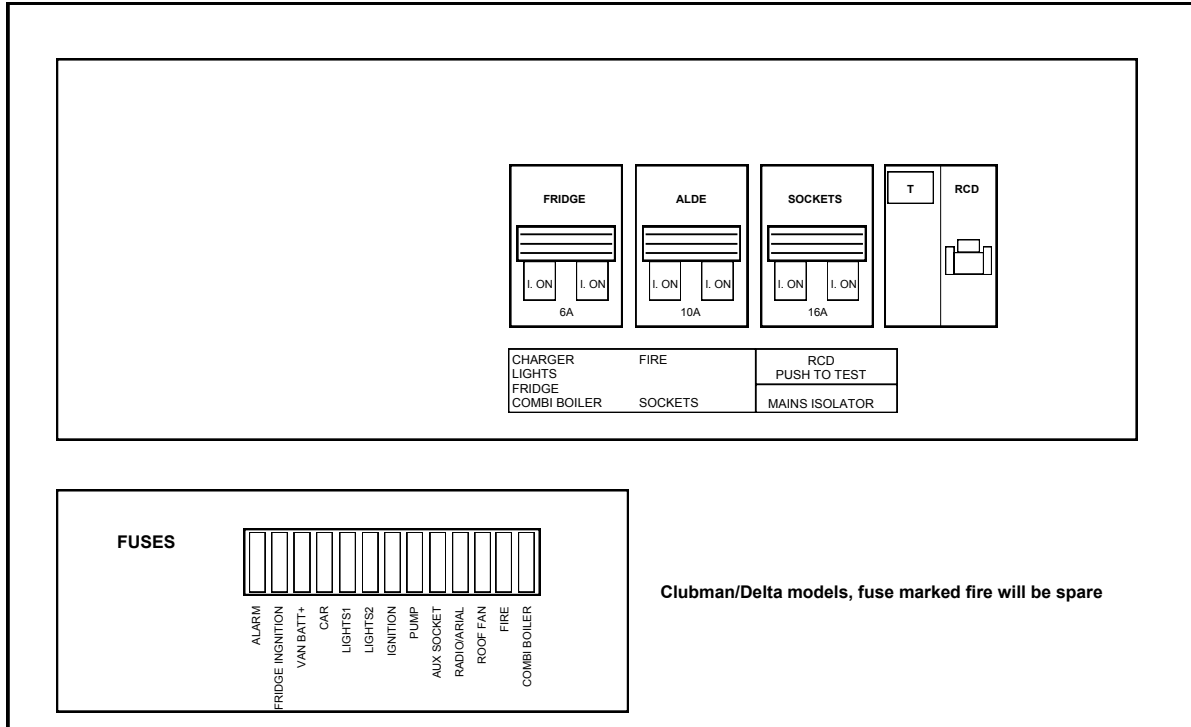 FRIDGE
I. ON I. ON
6A
ALDE
I. ON I. ON
10A
SOCKETS
I. ON I. ON
16A
T RCD
CHARGER FIRE
LIGHTS
FRIDGE
COMBI BOILER SOCKETS
RCD
PUSH TO TEST
MAINS ISOLATOR
FUSES
ALARM
FRIDGE INGNITION
VAN BATT+
CAR
LIGHTS1
LIGHTS2
IGNITION
PUMP
AUX SOCKET
RADIO/ARIAL
ROOF FAN
FIRE
COMBI BOILER
Clubman/Delta models, fuse marked fire will be spare